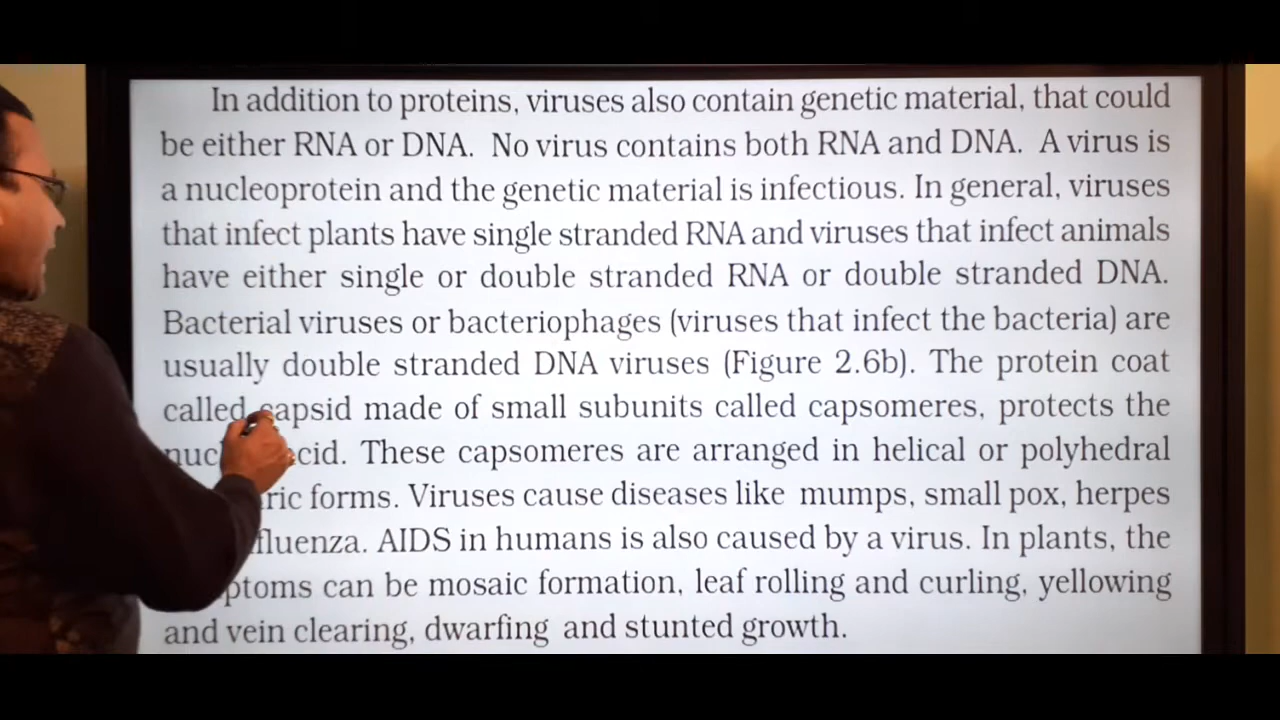 In addition to proteins, viruses also contain genetic material, that could
be either RNA or DNA. No virus contains both RNA and DNA. A virus is
a nucleoprotein and the genetic material is infectious. In general, viruses
that infect plants have single stranded RNA and viruses that infect animals
have either single or double stranded RNA or double stranded DNA.
Bacterial viruses or bacteriophages (viruses that infect the bacteria) are
usually double stranded DNA viruses (Figure 2.6b). The protein coat
called capsid made of small subunits called capsomeres, protects the
These capsomeres are arranged in helical or polyhedral
forms. Viruses cause diseases like mumps, small pox, herpes
AIDS in humans is also caused by a virus. In plants, the
can be mosaic formation, leaf rolling and curling, yellowing
and vein clearing, dwarfing and stunted growth.